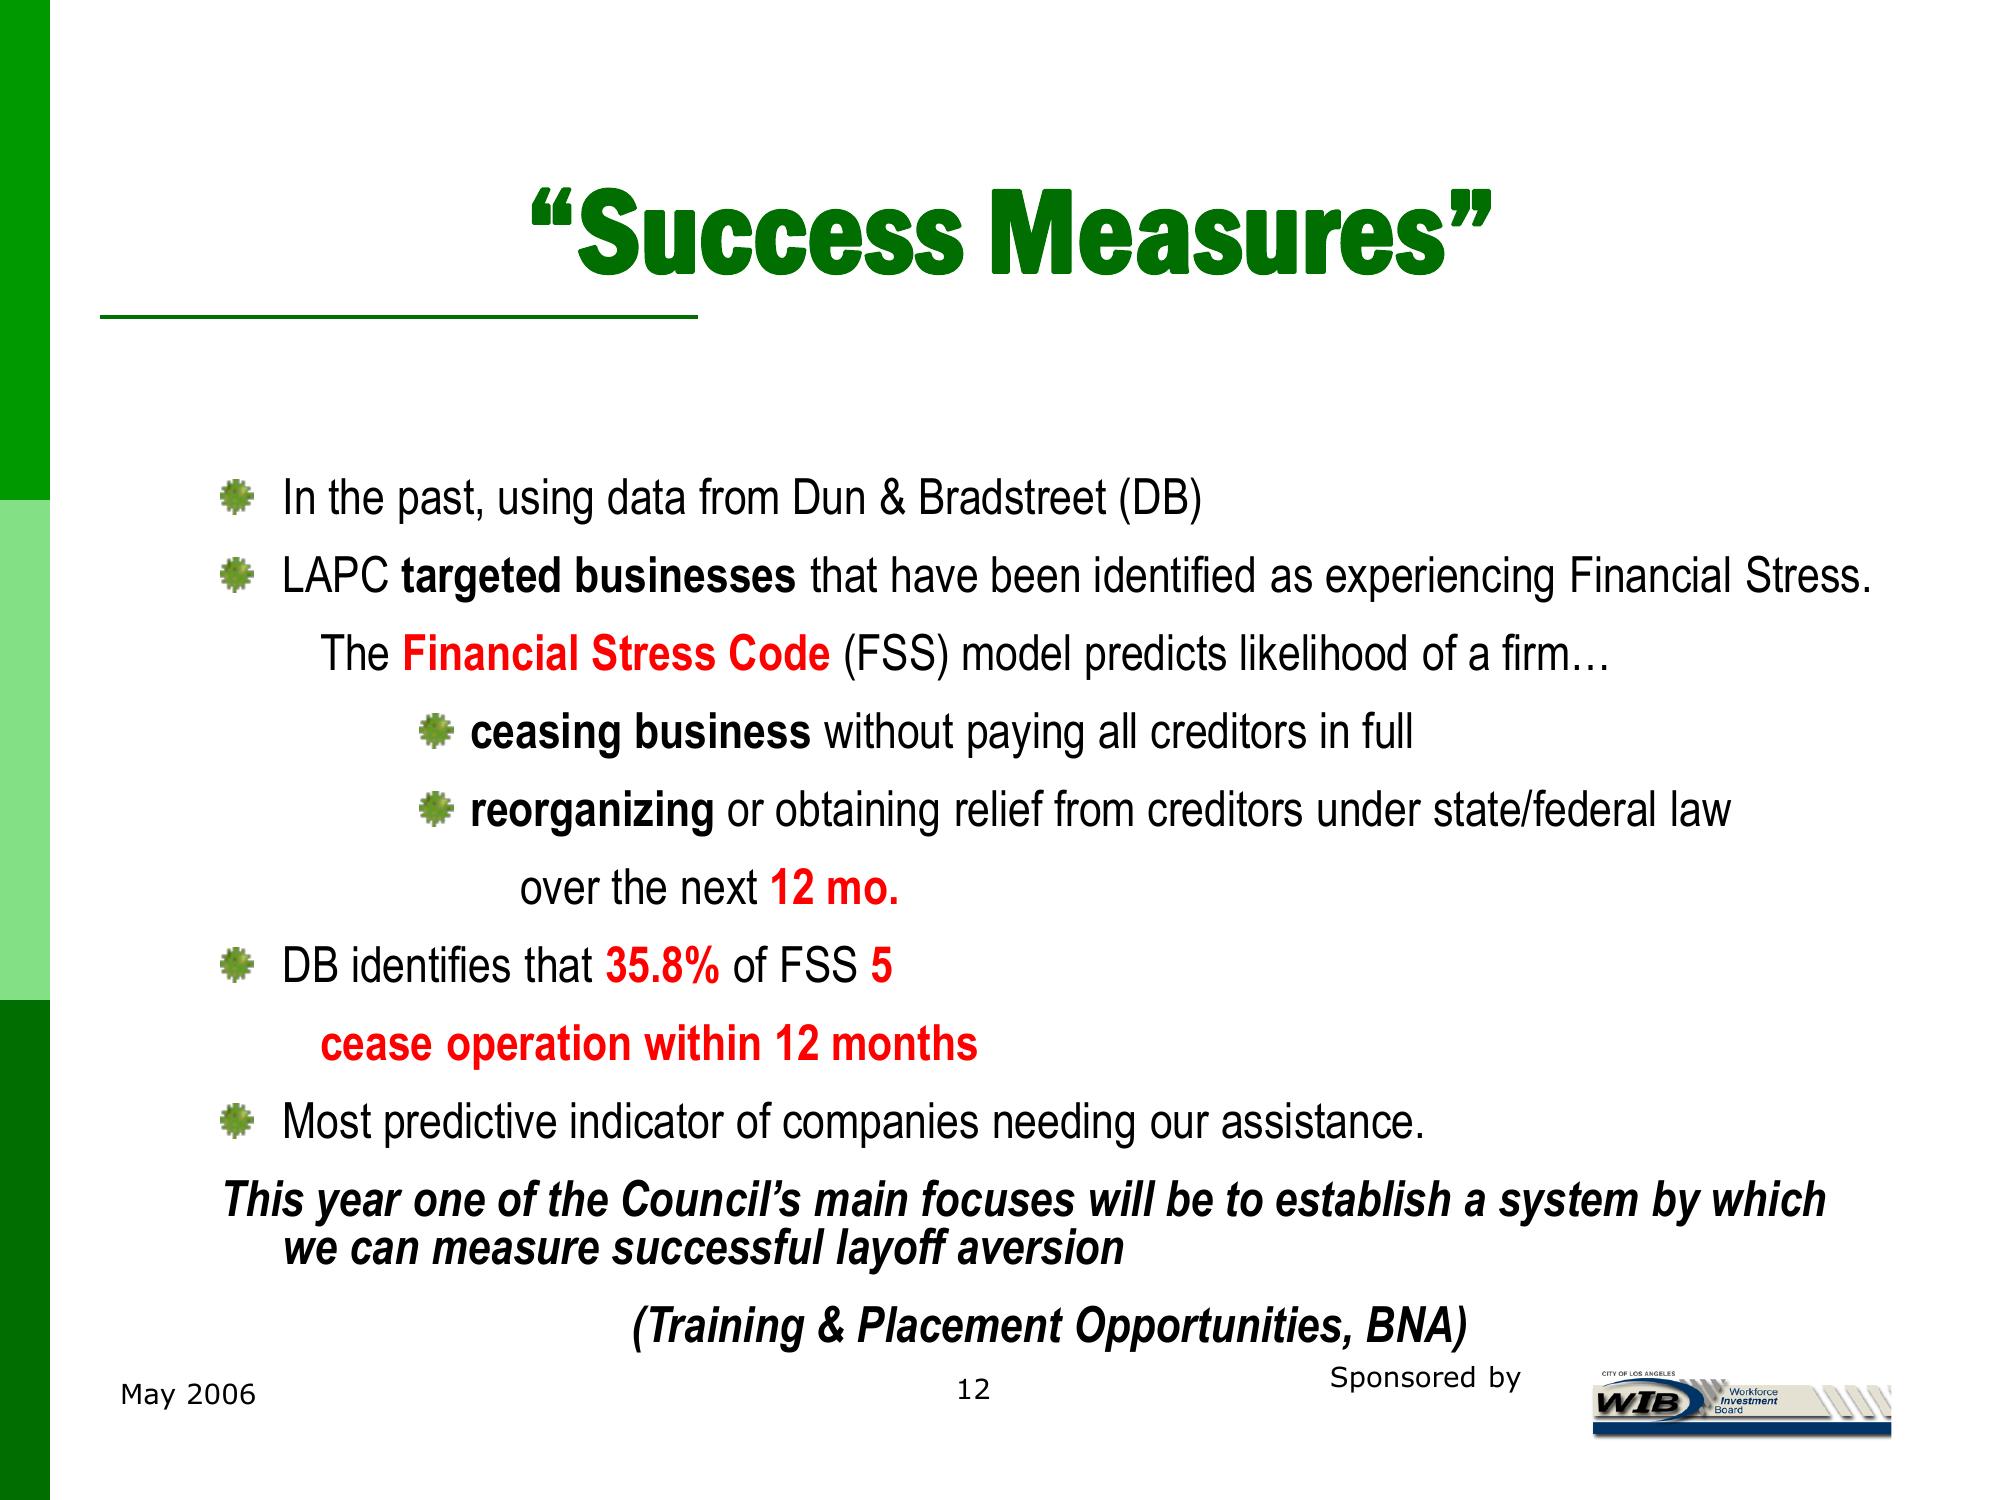 “Success Measures”
In the past, using data from Dun & Bradstreet (DB)
LAPC targeted businesses that have been identified as experiencing Financial Stress.
The Financial Stress Code (FSS) model predicts likelihood of a firm…
ceasing business without paying all creditors in full
reorganizing or obtaining relief from creditors under state/federal law
over the next 12 mo.
DB identifies that 35.8% of FSS 5
cease operation within 12 months
Most predictive indicator of companies needing our assistance.
This year one of the Council’s main focuses will be to establish a system by which
we can measure successful layoff aversion
(Training & Placement Opportunities, BNA)
May 2006
12
Sponsored by
CITY OF LOS ANGELES
WIB
Workforce
Investment
Board